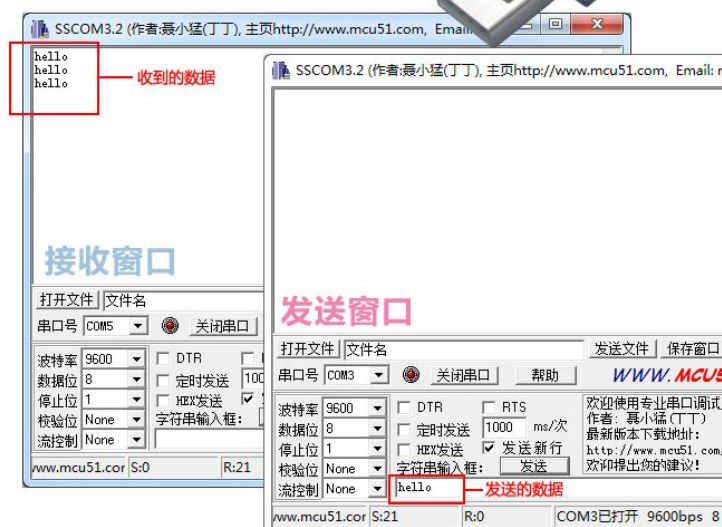 SSCOM3.2 (作者:聂小猛(丁丁), 主页http://www.mcu51.com, Email:
hello
hello
hello
收到的数据
接收窗口
打开文件 文件名
串口号 COM5 关闭串口
波特率 9600 DTR
数据位 8 定时发送 100
停止位 1 HEX发送
校验位 None 字符串输入框:
流控制 None
www.mcu51.cor S:0 R:21
SSCOM3.2 (作者:聂小猛(丁丁), 主页http://www.mcu51.com, Email:
发送窗口
打开文件 文件名 发送文件 保存窗口
串口号 COM3 关闭串口 帮助 WWW.MCU5
波特率 9600 DTR RTS
数据位 8 定时发送 1000 ms/次
停止位 1 HEX发送 发送新行
校验位 None 字符串输入框: 发送
流控制 None hello
发送的数据
欢迎使用专业串口调试
作者: 聂小猛(丁丁)
最新版本下载地址:
http://www.mcu51.com
欢迎提出您的建议!
www.mcu51.cor S:21 R:0 COM3已打开 9600bps 8